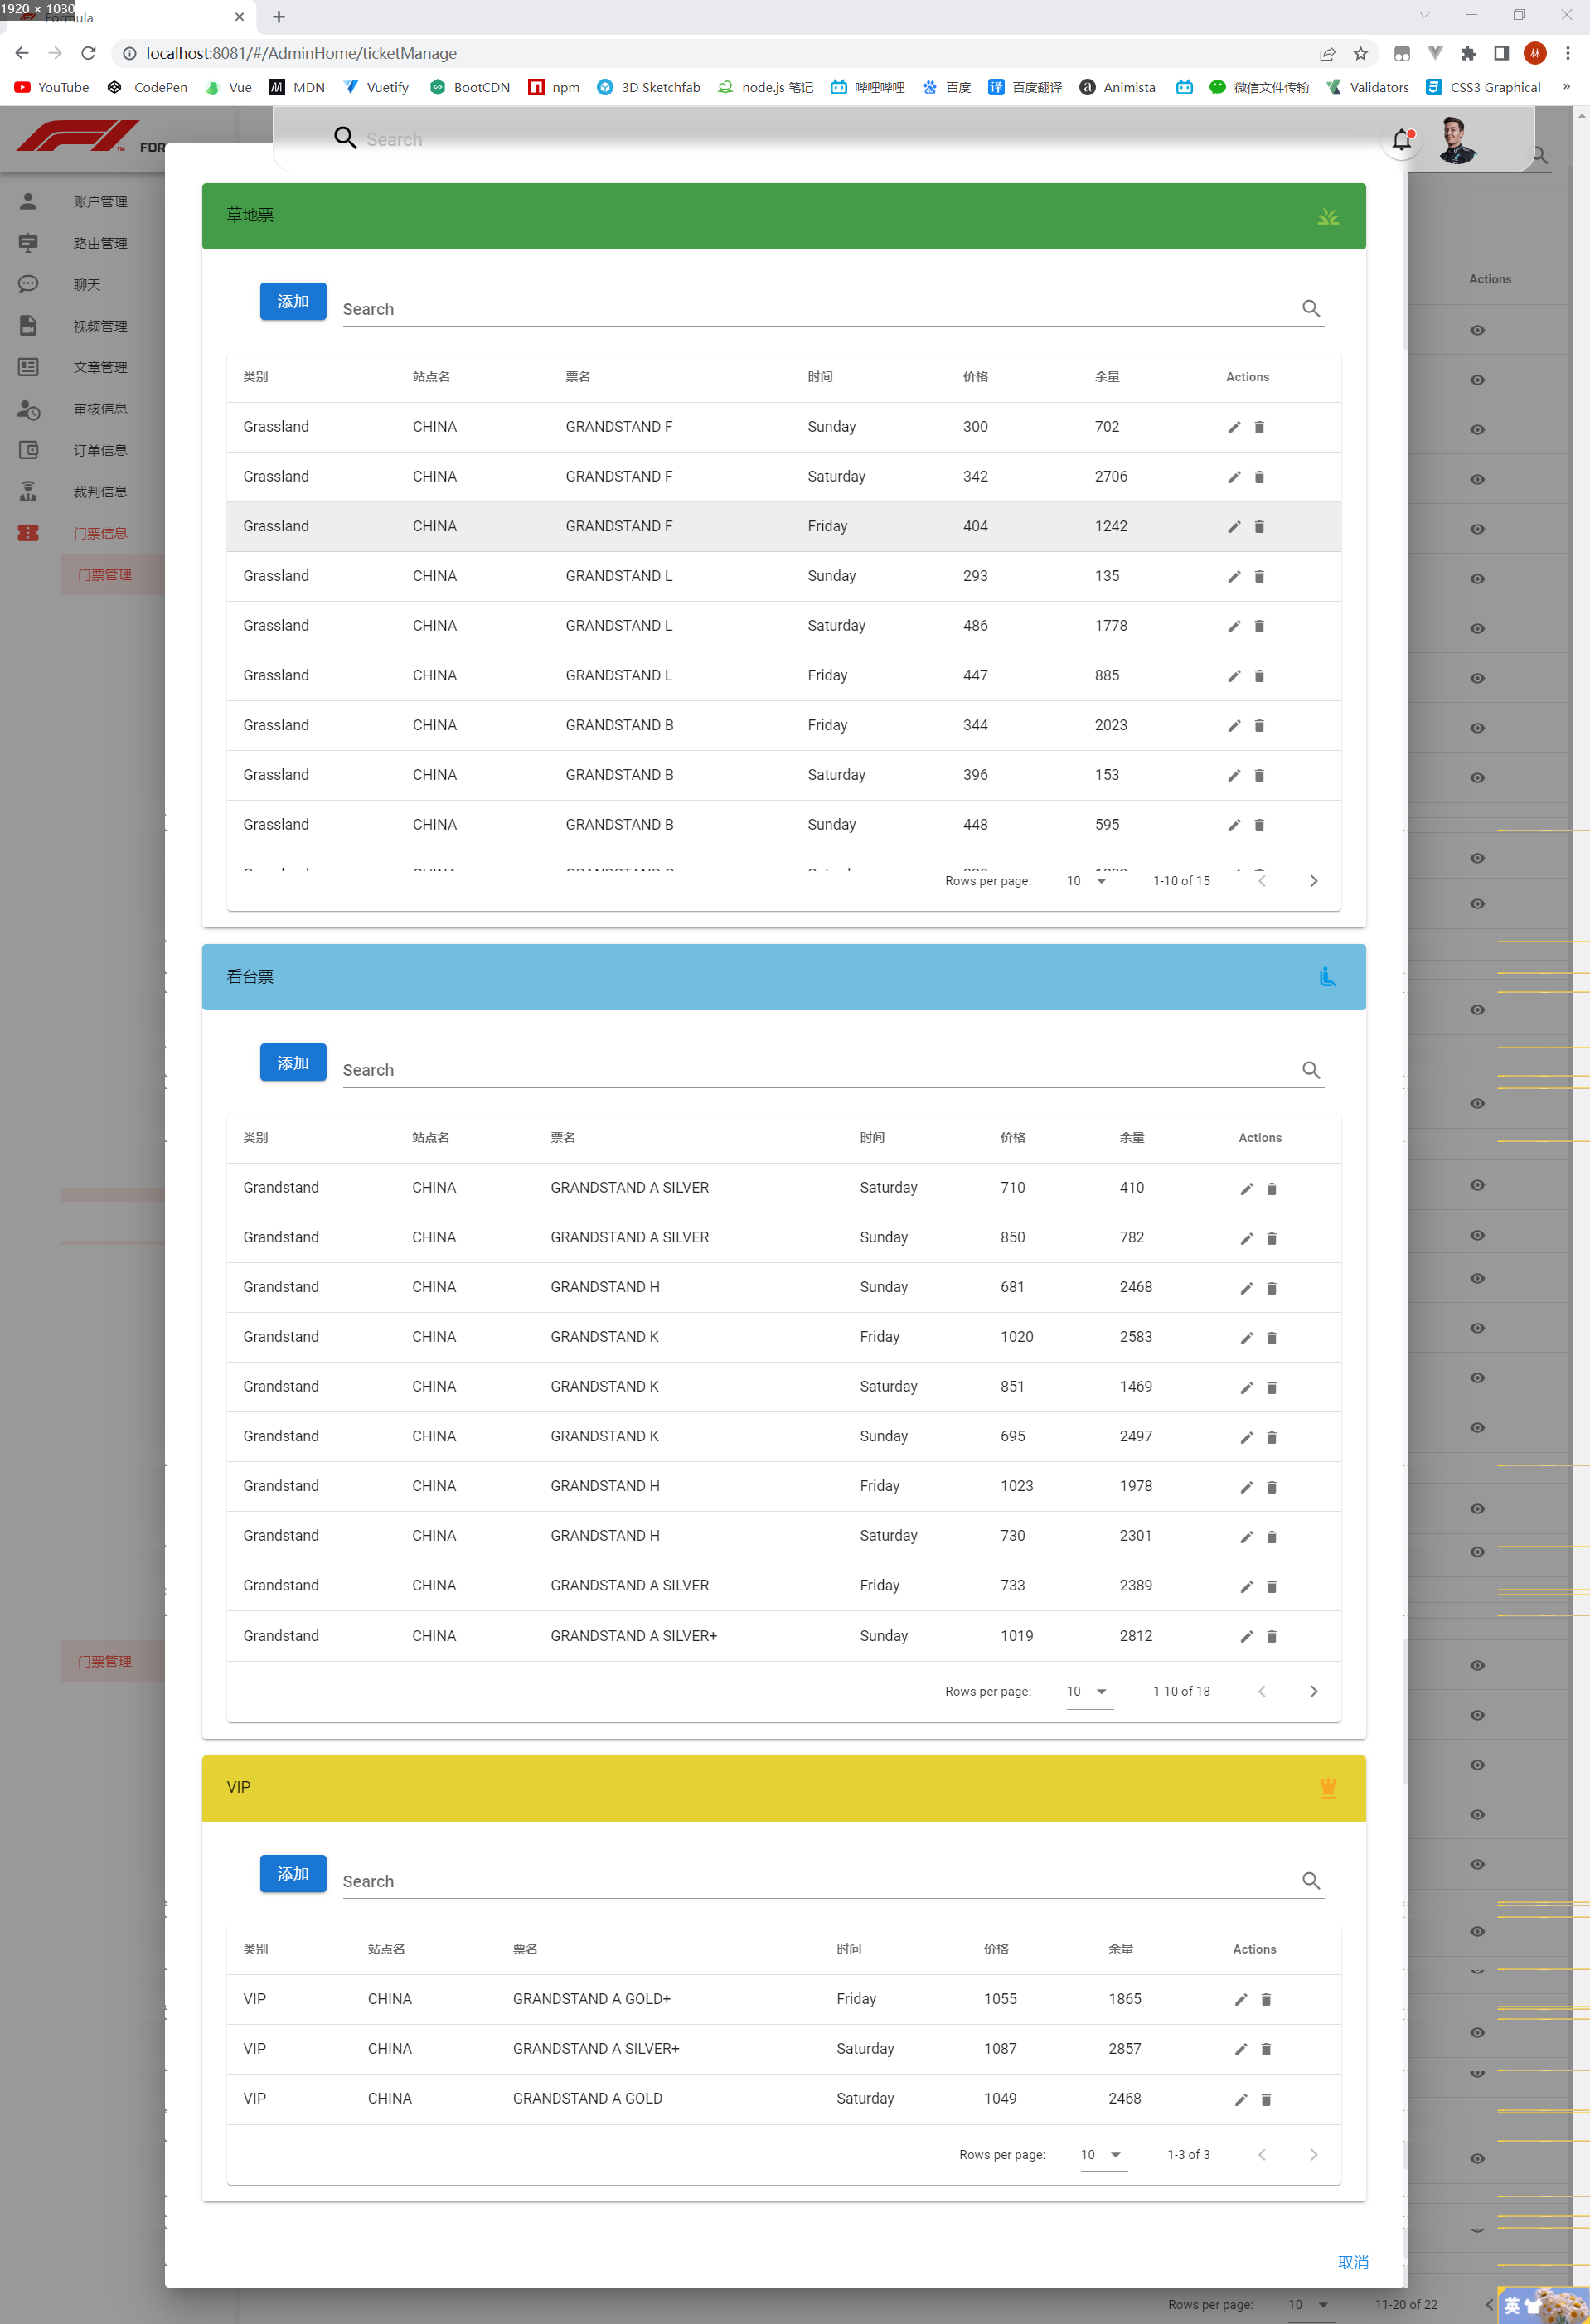 1920 × 1030
Formula
localhost:8081/#/AdminHome/ticketManage
YouTube CodePen Vue MDN Vuetify BootCDN npm 3D Sketchfab node.js 笔记 哔哩哔哩 百度 百度翻译 Animista 微信文件传输 Validators CSS3 Graphical »
Search
账户管理
路由管理
聊天
视频管理
文章管理
审核信息
订单信息
裁判信息
门票信息
门票管理
Actions
草地票
添加 Search
类别 站点名 票名 时间 价格 余量 Actions
Grassland CHINA GRANDSTAND F Sunday 300 702
Grassland CHINA GRANDSTAND F Saturday 342 2706
Grassland CHINA GRANDSTAND F Friday 404 1242
Grassland CHINA GRANDSTAND L Sunday 293 135
Grassland CHINA GRANDSTAND L Saturday 486 1778
Grassland CHINA GRANDSTAND L Friday 447 885
Grassland CHINA GRANDSTAND B Friday 344 2023
Grassland CHINA GRANDSTAND B Saturday 396 153
Grassland CHINA GRANDSTAND B Sunday 448 595
Rows per page: 10 1-10 of 15
看台票
添加 Search
类别 站点名 票名 时间 价格 余量 Actions
Grandstand CHINA GRANDSTAND A SILVER Saturday 710 410
Grandstand CHINA GRANDSTAND A SILVER Sunday 850 782
Grandstand CHINA GRANDSTAND H Sunday 681 2468
Grandstand CHINA GRANDSTAND K Friday 1020 2583
Grandstand CHINA GRANDSTAND K Saturday 851 1469
Grandstand CHINA GRANDSTAND K Sunday 695 2497
Grandstand CHINA GRANDSTAND H Friday 1023 1978
Grandstand CHINA GRANDSTAND H Saturday 730 2301
Grandstand CHINA GRANDSTAND A SILVER Friday 733 2389
Grandstand CHINA GRANDSTAND A SILVER+ Sunday 1019 2812
门票管理
Rows per page: 10 1-10 of 18
VIP
添加 Search
类别 站点名 票名 时间 价格 余量 Actions
VIP CHINA GRANDSTAND A GOLD+ Friday 1055 1865
VIP CHINA GRANDSTAND A SILVER+ Saturday 1087 2857
VIP CHINA GRANDSTAND A GOLD Saturday 1049 2468
Rows per page: 10 1-3 of 3
取消
Rows per page: 10 11-20 of 22
英